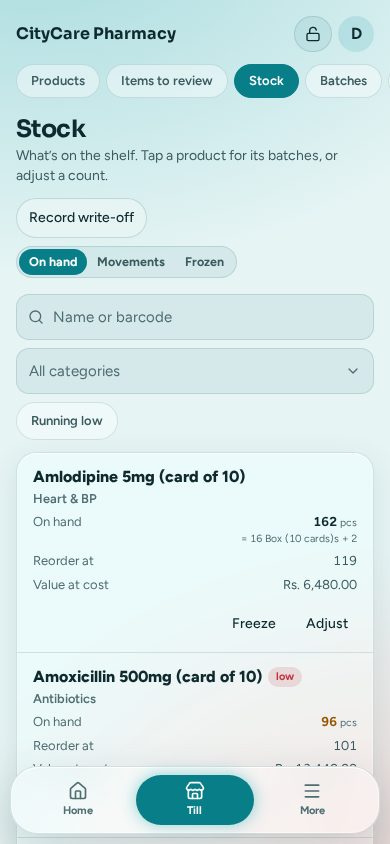 CityCare Pharmacy
D
Products
Items to review
Stock
Batches
Stock
What's on the shelf. Tap a product for its batches, or
adjust a count.
Record write-off
On hand
Movements
Frozen
Name or barcode
All categories
Running low
Amlodipine 5mg (card of 10)
Heart & BP
On hand 162 pcs
= 16 Box (10 cards)s + 2
Reorder at 119
Value at cost Rs. 6,480.00
Freeze Adjust
Amoxicillin 500mg (card of 10) low
Antibiotics
On hand 96 pcs
Reorder at 101
Home
Till
More